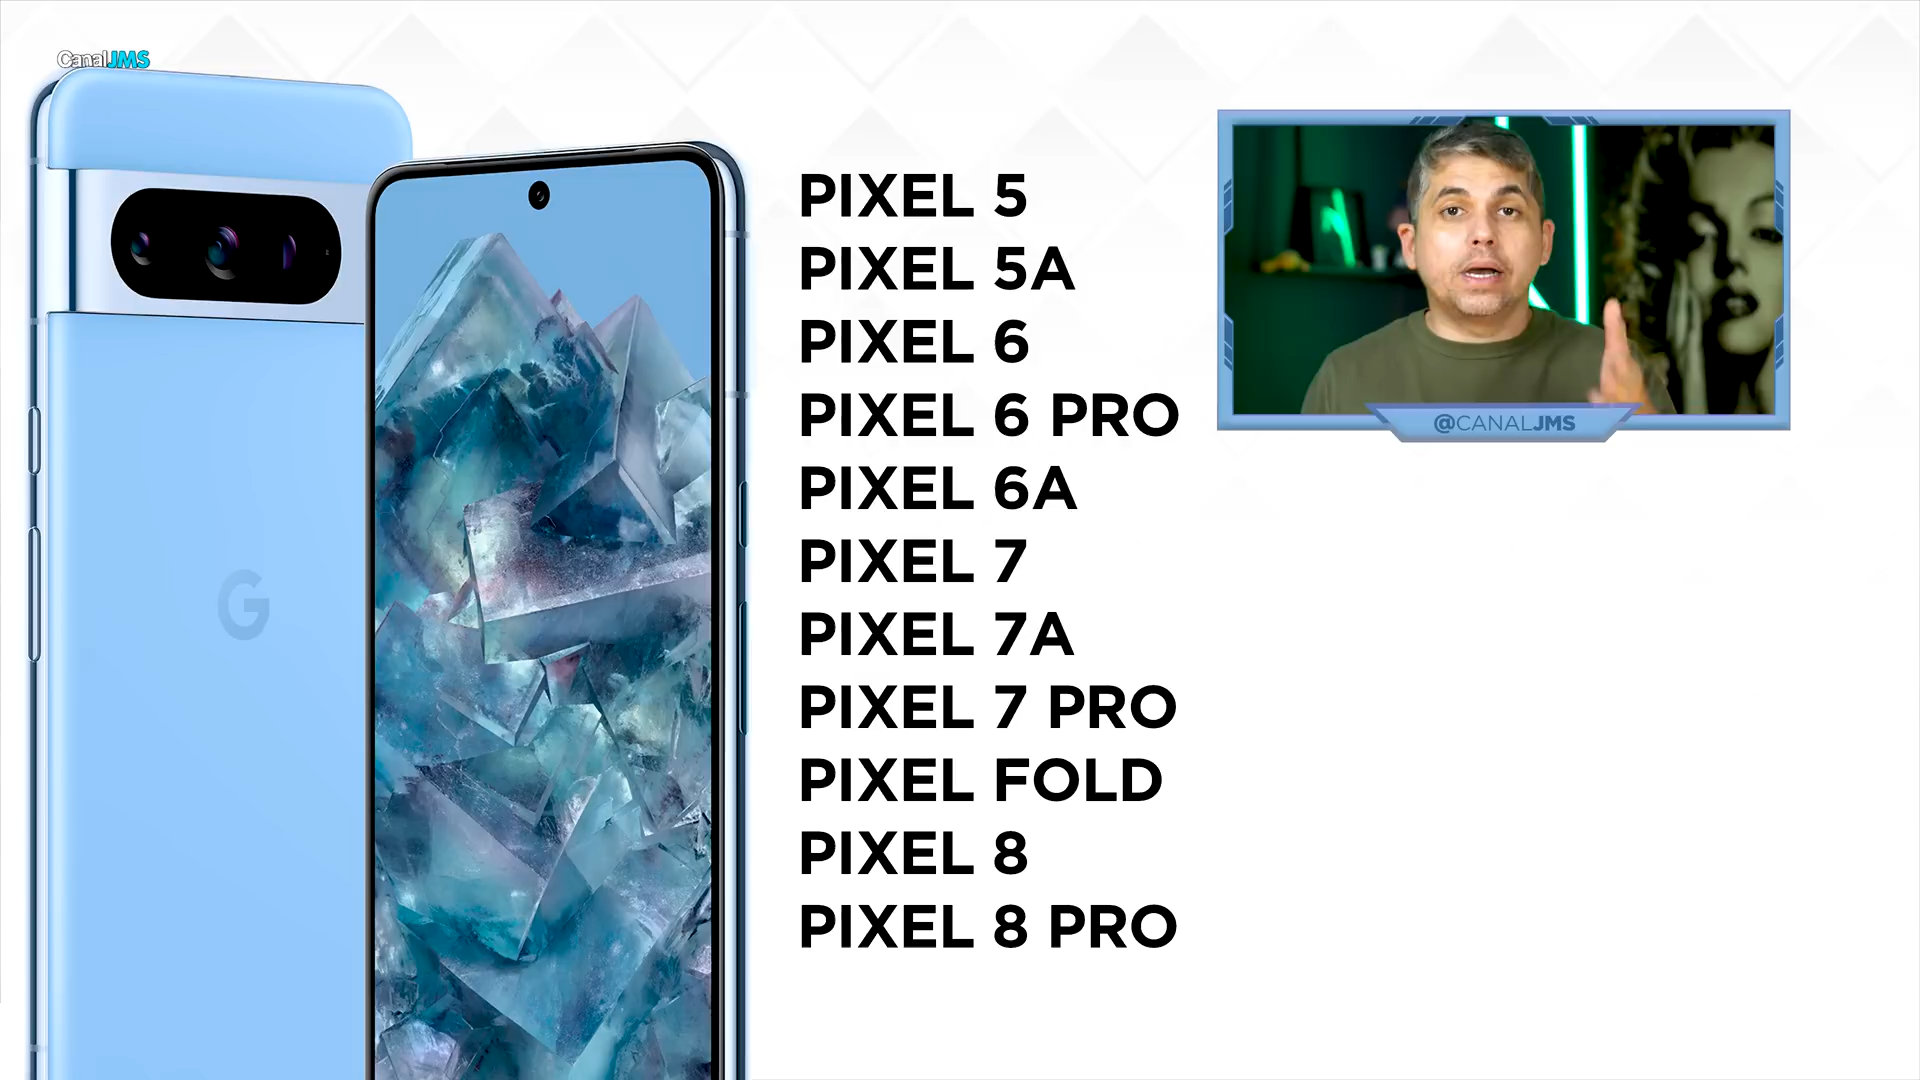 CanalJMS
PIXEL 5
PIXEL 5A
PIXEL 6
PIXEL 6 PRO
PIXEL 6A
PIXEL 7
PIXEL 7A
PIXEL 7 PRO
PIXEL FOLD
PIXEL 8
PIXEL 8 PRO
@CANALJMS
G